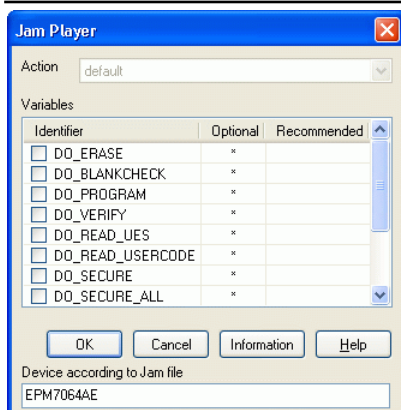 Jam Player
Action default
Variables
Identifier Optional Recommended
DO_ERASE *
DO_BLANKCHECK *
DO_PROGRAM *
DO_VERIFY *
DO_READ_UES *
DO_READ_USERCODE *
DO_SECURE *
DO_SECURE_ALL *
OK Cancel Information Help
Device according to Jam file
EPM7064AE